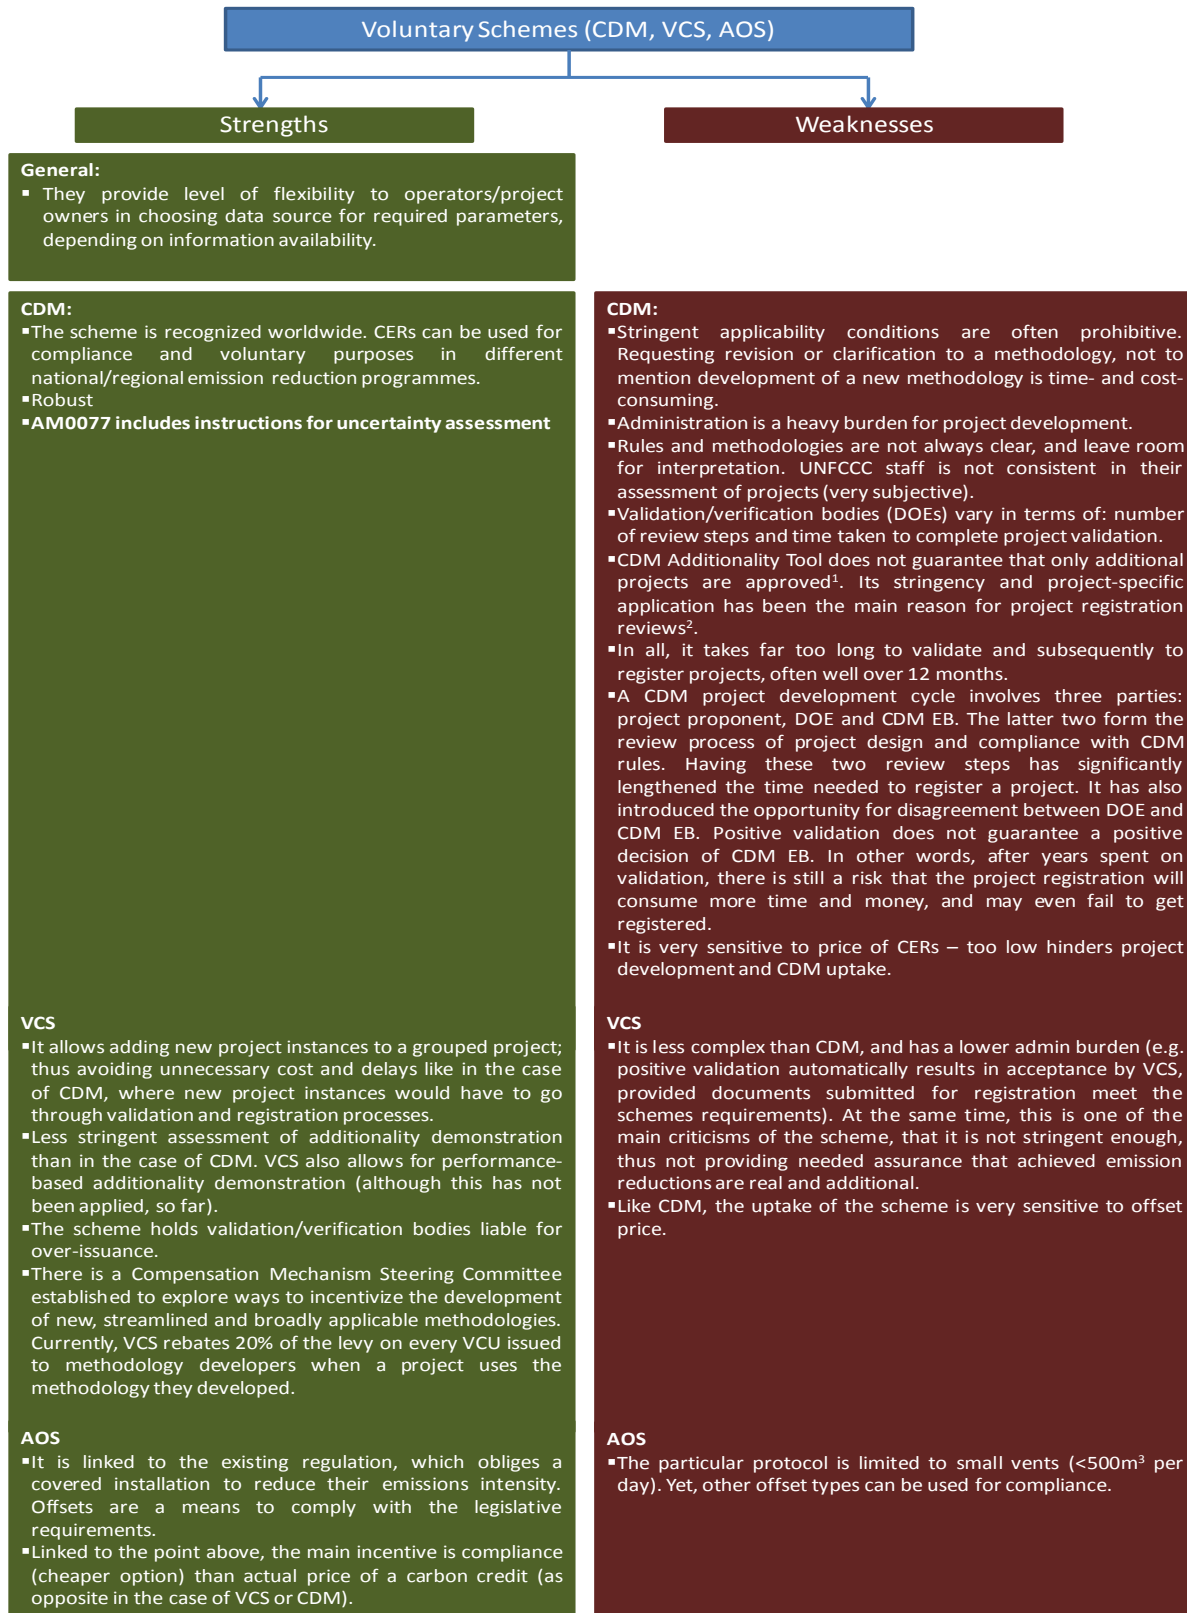 Voluntary Schemes (CDM, VCS, AOS)
Strengths
Weaknesses
General:
▪ They provide level of flexibility to operators/project
owners in choosing data source for required parameters,
depending on information availability.
CDM:
▪The scheme is recognized worldwide. CERs can be used for
compliance and voluntary purposes in different
national/regional emission reduction programmes.
▪Robust
▪AM0077 includes instructions for uncertainty assessment
CDM:
▪Stringent applicability conditions are often prohibitive.
Requesting revision or clarification to a methodology, not to
mention development of a new methodology is time- and cost-
consuming.
▪Administration is a heavy burden for project development.
▪Rules and methodologies are not always clear, and leave room
for interpretation. UNFCCC staff is not consistent in their
assessment of projects (very subjective).
▪Validation/verification bodies (DOEs) vary in terms of: number
of review steps and time taken to complete project validation.
▪CDM Additionality Tool does not guarantee that only additional
projects are approved¹. Its stringency and project-specific
application has been the main reason for project registration
reviews².
▪In all, it takes far too long to validate and subsequently to
register projects, often well over 12 months.
▪A CDM project development cycle involves three parties:
project proponent, DOE and CDM EB. The latter two form the
review process of project design and compliance with CDM
rules. Having these two review steps has significantly
lengthened the time needed to register a project. It has also
introduced the opportunity for disagreement between DOE and
CDM EB. Positive validation does not guarantee a positive
decision of CDM EB. In other words, after years spent on
validation, there is still a risk that the project registration will
consume more time and money, and may even fail to get
registered.
▪It is very sensitive to price of CERs – too low hinders project
development and CDM uptake.
VCS
▪It allows adding new project instances to a grouped project;
thus avoiding unnecessary cost and delays like in the case
of CDM, where new project instances would have to go
through validation and registration processes.
▪Less stringent assessment of additionality demonstration
than in the case of CDM. VCS also allows for performance-
based additionality demonstration (although this has not
been applied, so far).
▪The scheme holds validation/verification bodies liable for
over-issuance.
▪There is a Compensation Mechanism Steering Committee
established to explore ways to incentivize the development
of new, streamlined and broadly applicable methodologies.
Currently, VCS rebates 20% of the levy on every VCU issued
to methodology developers when a project uses the
methodology they developed.
VCS
▪It is less complex than CDM, and has a lower admin burden (e.g.
positive validation automatically results in acceptance by VCS,
provided documents submitted for registration meet the
schemes requirements). At the same time, this is one of the
main criticisms of the scheme, that it is not stringent enough,
thus not providing needed assurance that achieved emission
reductions are real and additional.
▪Like CDM, the uptake of the scheme is very sensitive to offset
price.
AOS
▪It is linked to the existing regulation, which obliges a
covered installation to reduce their emissions intensity.
Offsets are a means to comply with the legislative
requirements.
▪Linked to the point above, the main incentive is compliance
(cheaper option) than actual price of a carbon credit (as
opposite in the case of VCS or CDM).
AOS
▪The particular protocol is limited to small vents (<500m³ per
day). Yet, other offset types can be used for compliance.